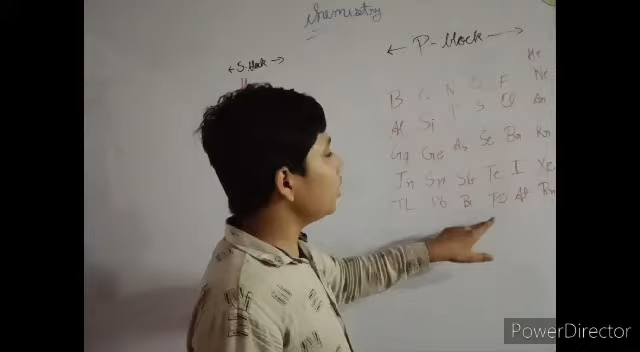 chemistry
← P-block →
← S-block →
He
B C N O F Ne
Al Si P S Cl Ar
Ga Ge As Se Br Kr
In Sn Sb Te I Xe
TL Pb Bi Po At Rn
PowerDirector